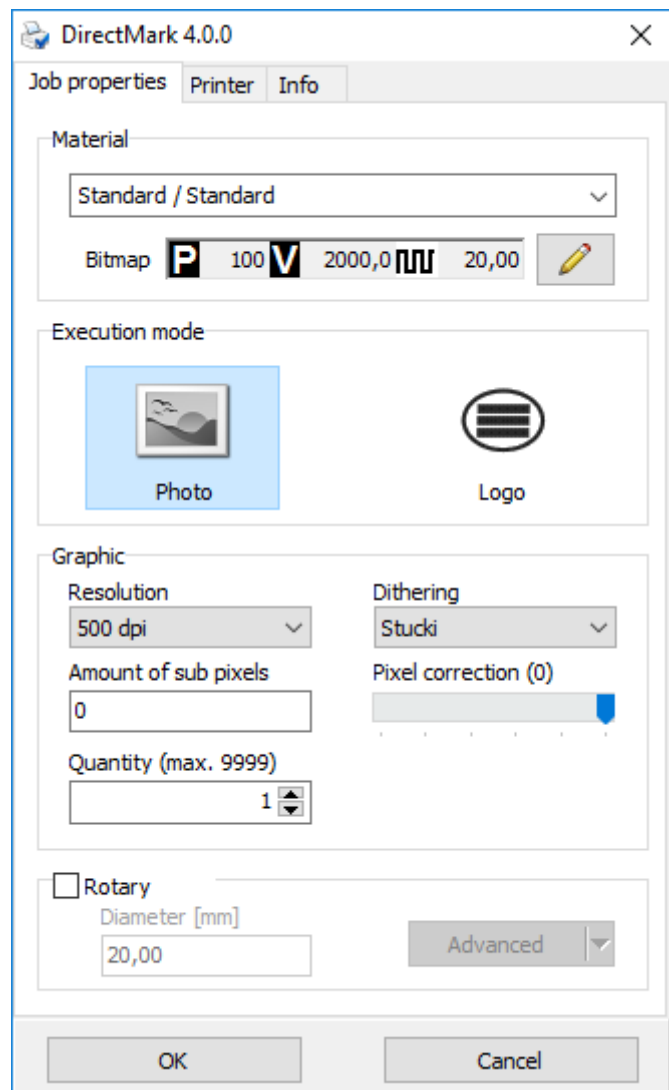 DirectMark 4.0.0
Job properties Printer Info
Material
Standard / Standard
Bitmap P 100 V 2000,0 20,00
Execution mode
Photo Logo
Graphic
Resolution Dithering
500 dpi Stucki
Amount of sub pixels Pixel correction (0)
0
Quantity (max. 9999)
1
Rotary
Diameter [mm]
20,00 Advanced
OK Cancel